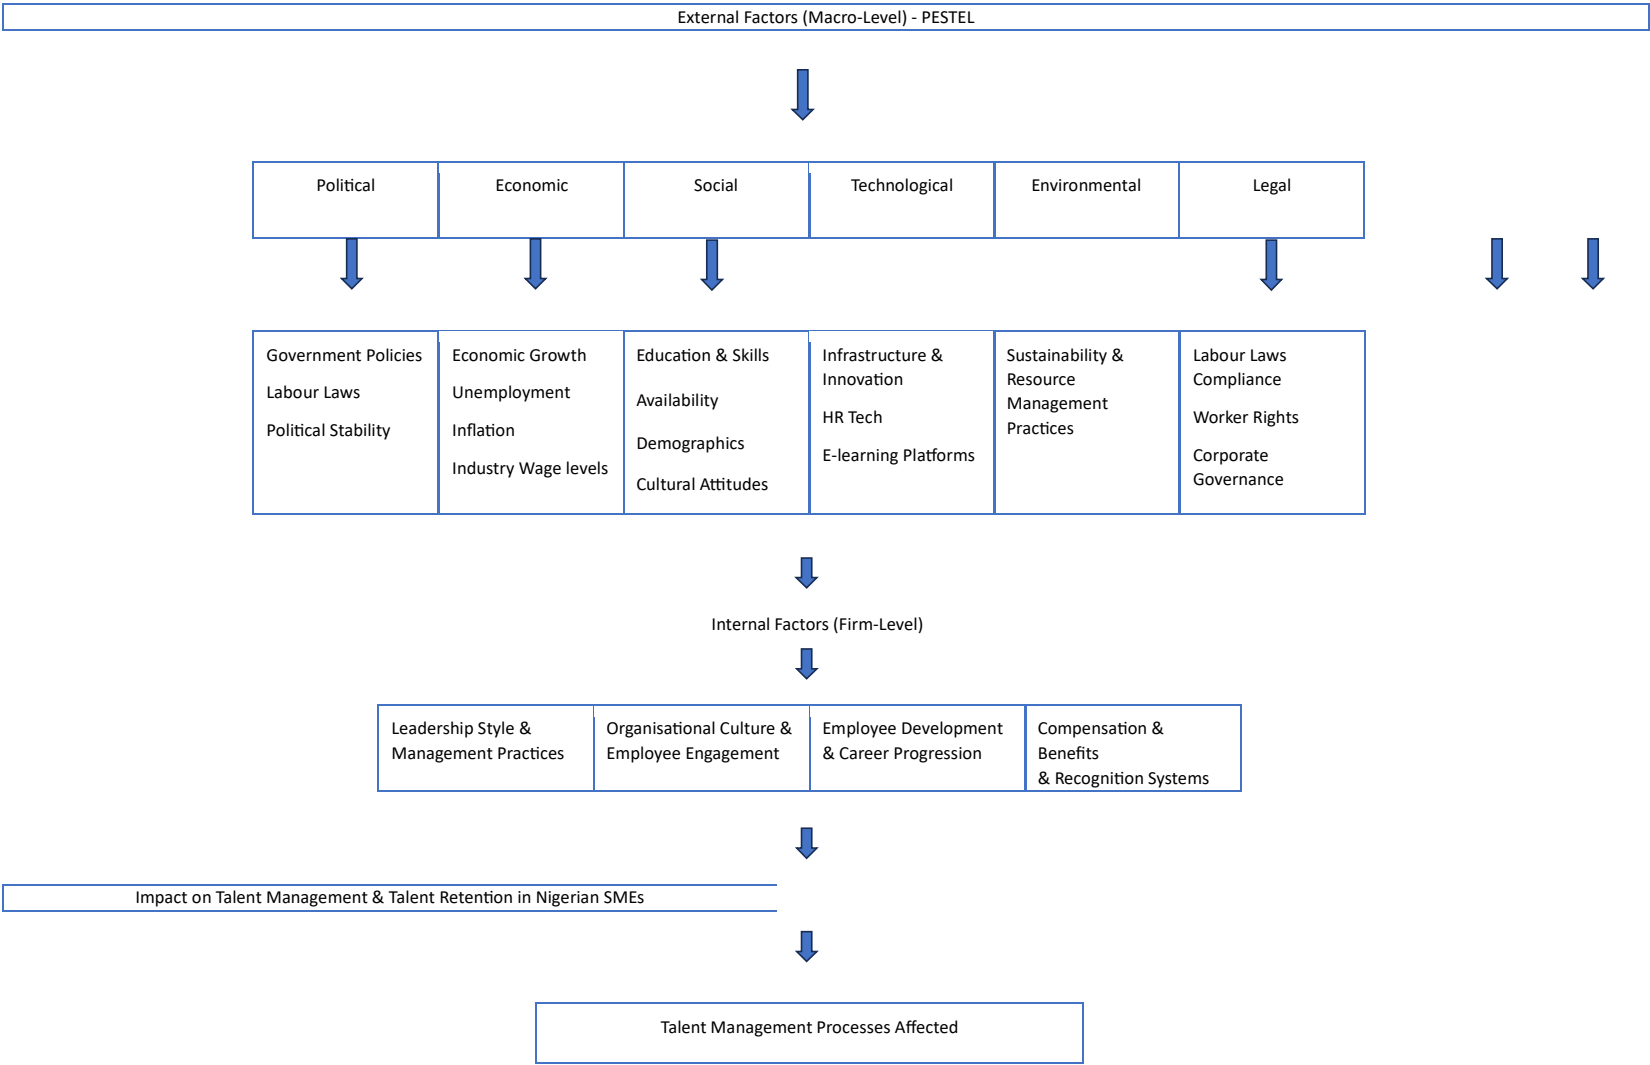 External Factors (Macro-Level) - PESTEL
Political
Economic
Social
Technological
Environmental
Legal
Government Policies
Labour Laws
Political Stability
Economic Growth
Unemployment
Inflation
Industry Wage levels
Education & Skills
Availability
Demographics
Cultural Attitudes
Infrastructure &
Innovation
HR Tech
E-learning Platforms
Sustainability &
Resource
Management
Practices
Labour Laws
Compliance
Worker Rights
Corporate
Governance
Internal Factors (Firm-Level)
Leadership Style &
Management Practices
Organisational Culture &
Employee Engagement
Employee Development
& Career Progression
Compensation &
Benefits
& Recognition Systems
Impact on Talent Management & Talent Retention in Nigerian SMEs
Talent Management Processes Affected